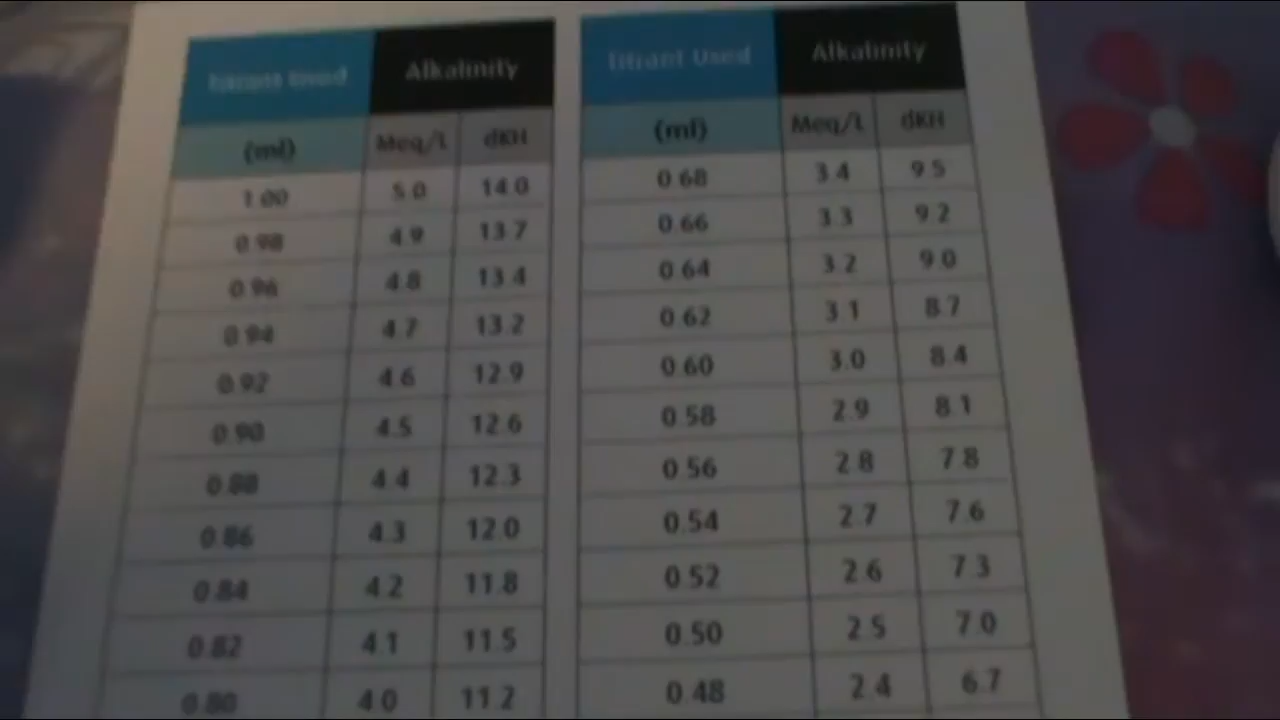 Titrant Used Alkalinity Titrant Used Alkalinity
(ml) Meq/L dKH (ml) Meq/L dKH
1.00 5.0 14.0 0.68 3.4 9.5
0.98 4.9 13.7 0.66 3.3 9.2
0.96 4.8 13.4 0.64 3.2 9.0
0.94 4.7 13.2 0.62 3.1 8.7
0.92 4.6 12.9 0.60 3.0 8.4
0.90 4.5 12.6 0.58 2.9 8.1
0.88 4.4 12.3 0.56 2.8 7.8
0.86 4.3 12.0 0.54 2.7 7.6
0.84 4.2 11.8 0.52 2.6 7.3
0.82 4.1 11.5 0.50 2.5 7.0
0.80 4.0 11.2 0.48 2.4 6.7